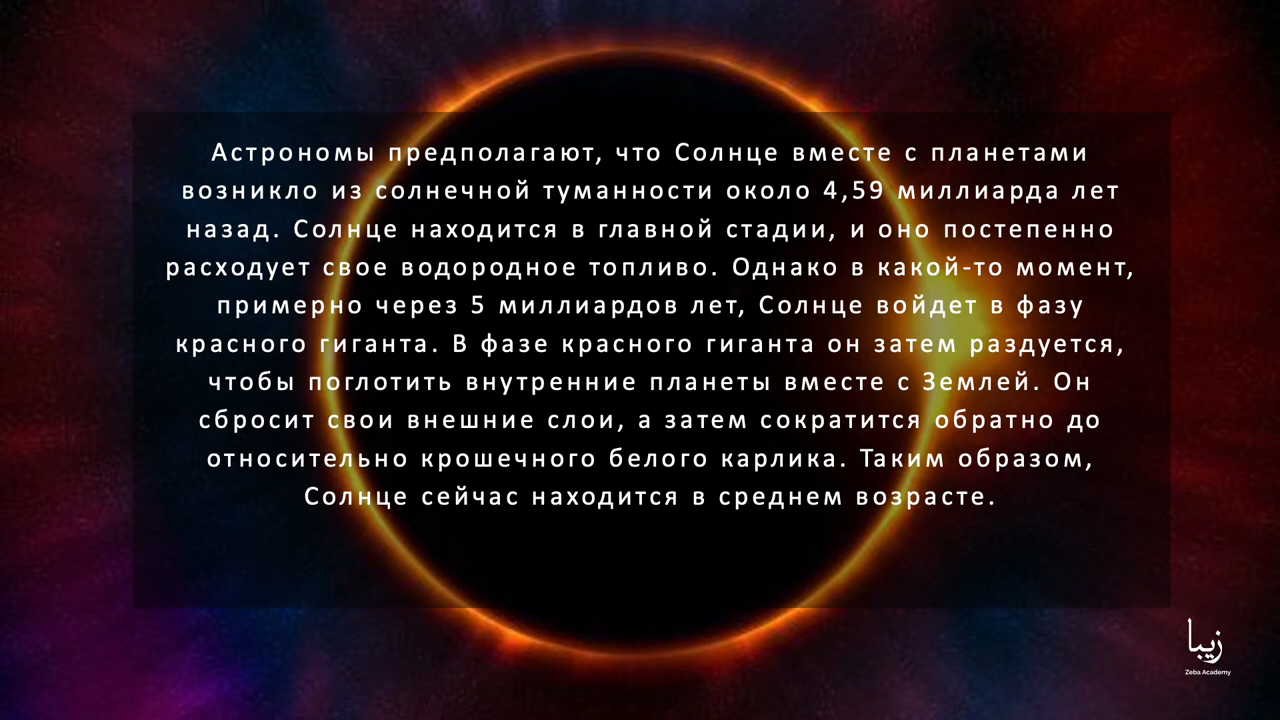 Астрономы предполагают, что Солнце вместе с планетами
возникло из солнечной туманности около 4,59 миллиарда лет
назад. Солнце находится в главной стадии, и оно постепенно
расходует свое водородное топливо. Однако в какой-то момент,
примерно через 5 миллиардов лет, Солнце войдет в фазу
красного гиганта. В фазе красного гиганта он затем раздуется,
чтобы поглотить внутренние планеты вместе с Землей. Он
сбросит свои внешние слои, а затем сократится обратно до
относительно крошечного белого карлика. Таким образом,
Солнце сейчас находится в среднем возрасте.
زیبا
Zeba Academy